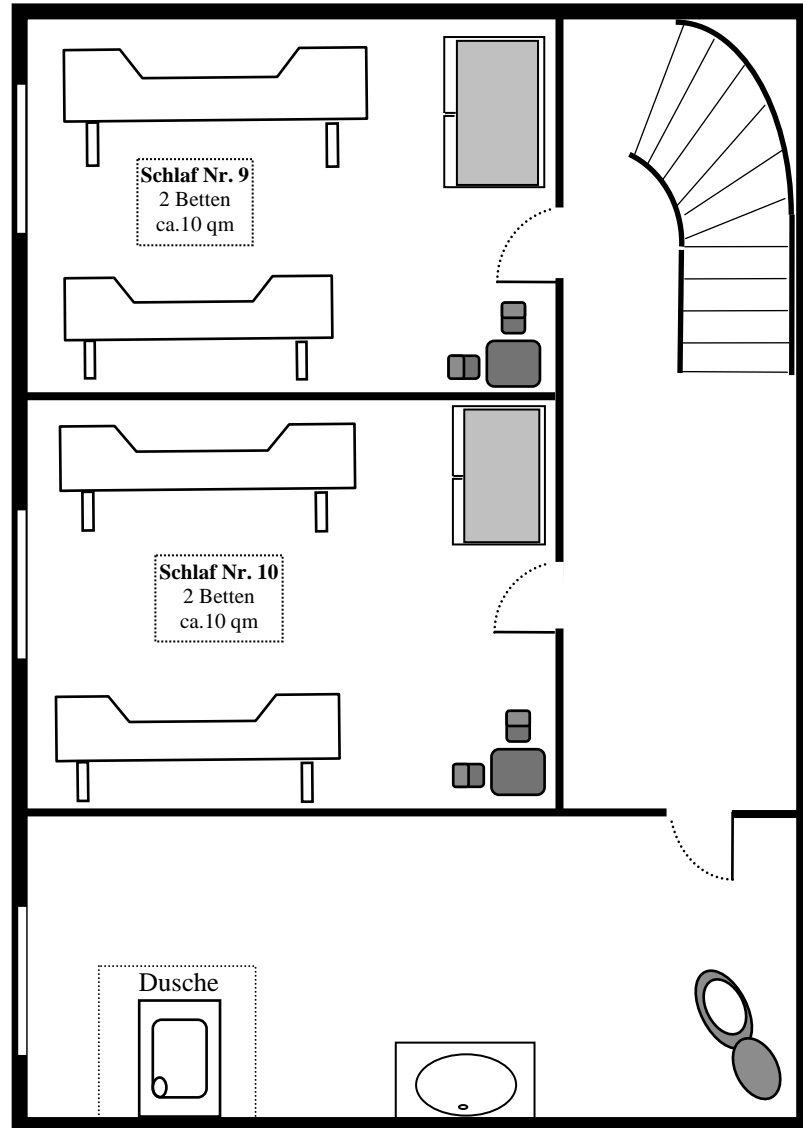 Schlaf Nr. 9
2 Betten
ca.10 qm
Schlaf Nr. 10
2 Betten
ca.10 qm
Dusche